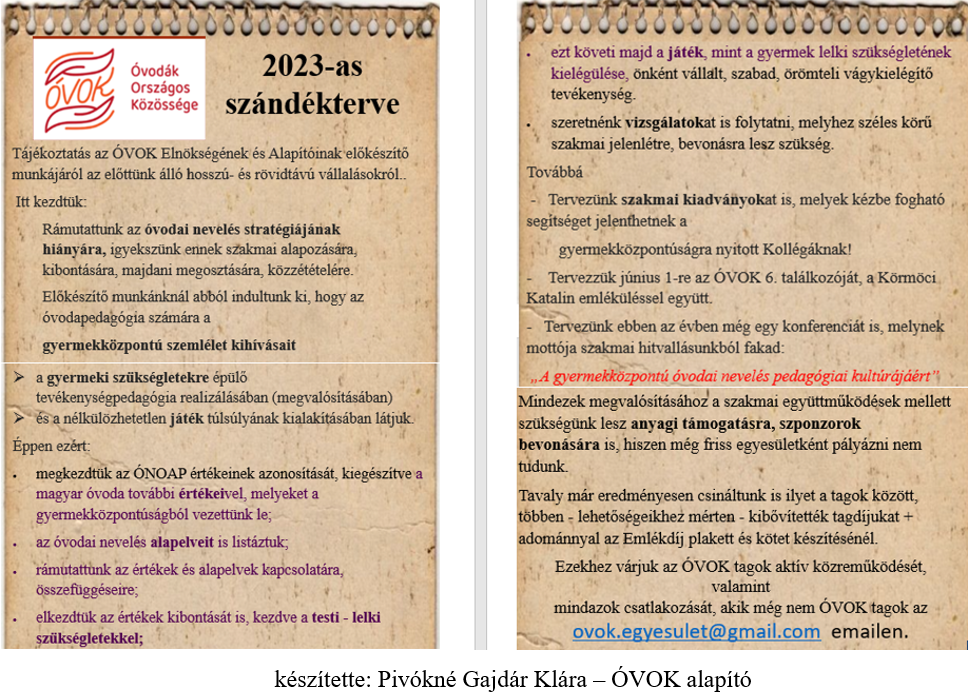 ÓVOK
Óvodák
Országos
Közössége
2023-as
szándékterve
Tájékoztatás az ÓVOK Elnökségének és Alapítóinak előkészítő
munkájáról az előttünk álló hosszú- és rövidtávú vállalásokról..
Itt kezdtük:
Rámutattunk az óvodai nevelés stratégiájának
hiányára, igyekszünk ennek szakmai alapozására,
kibontására, majdani megosztására, közzétételére.
Előkészítő munkánknál abból indultunk ki, hogy az
óvodapedagógia számára a
gyermekközpontú szemlélet kihívásait
➢ a gyermeki szükségletekre épülő
tevékenységpedagógia realizálásában (megvalósításában)
➢ és a nélkülözhetetlen játék túlsúlyának kialakításában látjuk.
Éppen ezért:
• megkezdtük az ÓNOAP értékeinek azonosítását, kiegészítve a
magyar óvoda további értékeivel, melyeket a
gyermekközpontúságból vezettünk le;
• az óvodai nevelés alapelveit is listáztuk;
• rámutattunk az értékek és alapelvek kapcsolatára,
összefüggéseire;
• elkezdtük az értékek kibontását is, kezdve a testi - lelki
szükségletekkel;
• ezt követi majd a játék, mint a gyermek lelki szükségletének
kielégülése, önként vállalt, szabad, örömteli vágykielégítő
tevékenység.
• szeretnénk vizsgálatokat is folytatni, melyhez széles körű
szakmai jelenlétre, bevonásra lesz szükség.
Továbbá
- Tervezünk szakmai kiadványokat is, melyek kézbe fogható
segítséget jelenthetnek a
gyermekközpontúságra nyitott Kollégáknak!
- Tervezzük június 1-re az ÓVOK 6. találkozóját, a Körmöci
Katalin emléküléssel együtt.
- Tervezünk ebben az évben még egy konferenciát is, melynek
mottója szakmai hitvallásunkból fakad:
„A gyermekközpontú óvodai nevelés pedagógiai kultúrájáért"
Mindezek megvalósításához a szakmai együttműködések mellett
szükségünk lesz anyagi támogatásra, szponzorok
bevonására is, hiszen még friss egyesületként pályázni nem
tudunk.
Tavaly már eredményesen csináltunk is ilyet a tagok között,
többen - lehetőségeikhez mérten - kibővítették tagdíjukat +
adománnyal az Emlékdíj plakett és kötet készítésénél.
Ezekhez várjuk az ÓVOK tagok aktív közreműködését,
valamint
mindazok csatlakozását, akik még nem ÓVOK tagok az
ovok.egyesulet@gmail.com emailen.
készítette: Pivókné Gajdár Klára – ÓVOK alapító